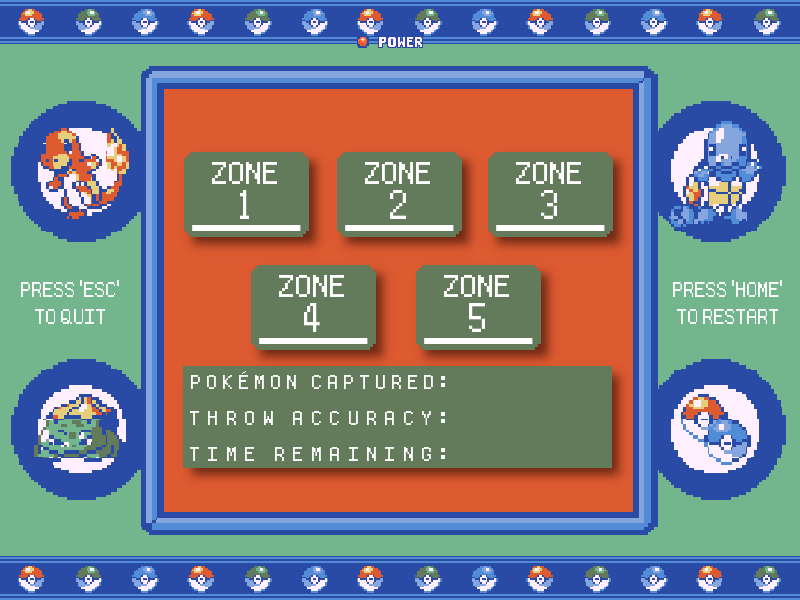 POWER
ZONE
1
ZONE
2
ZONE
3
PRESS 'ESC'
TO QUIT
ZONE
4
ZONE
5
PRESS 'HOME'
TO RESTART
POKÉMON CAPTURED:
THROW ACCURACY:
TIME REMAINING: